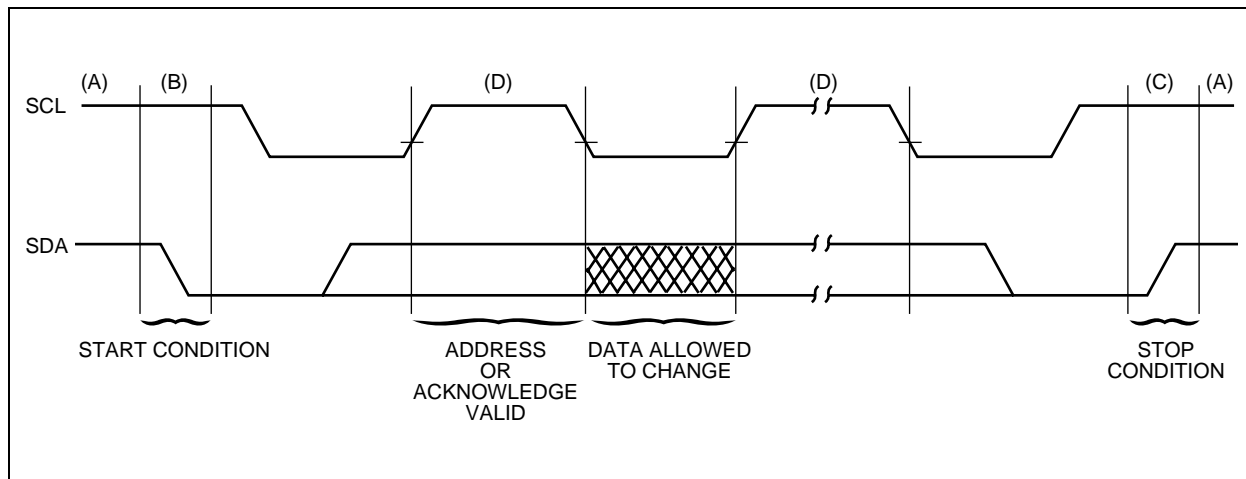 (A) (B) (D) (D) (C) (A)
SCL
SDA
START CONDITION
ADDRESS
OR
ACKNOWLEDGE
VALID
DATA ALLOWED
TO CHANGE
STOP
CONDITION